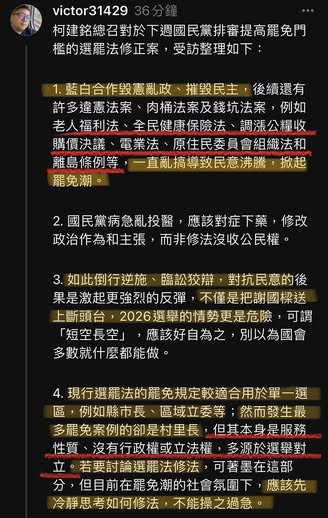 victor31429 36分鐘
柯建銘總召對於下週國民黨排審提高罷免門
檻的選罷法修正案，受訪整理如下：
1. 藍白合作毀憲亂政、摧毀民主，後續還有
許多違憲法案、肉桶法案及錢坑法案，例如
老人福利法、全民健康保險法、調漲公糧收
購價決議、電業法、原住民委員會組織法和
離島條例等，一直亂搞導致民意沸騰，掀起
罷免潮。
2. 國民黨病急亂投醫，應該對症下藥，修改
政治作為和主張，而非修法沒收公民權。
3. 如此倒行逆施、臨訟狡辯，對抗民意的後
果是激起更強烈的反彈，不僅是把謝國樑送
上斷頭台，2026選舉的情勢更是危險，可謂
「短空長空」，應該好自為之，別以為國會
多數就什麼都能做。
4. 現行選罷法的罷免規定較適合用於單一選
區，例如縣市長、區域立委等；然而發生最
多罷免案例的卻是村里長，但其本身是服務
性質、沒有行政權或立法權，多源於選舉對
立。若要討論選罷法修法，可著墨在這部
分，但目前在罷免潮的社會氛圍下，應該先
冷靜思考如何修法，不能操之過急。